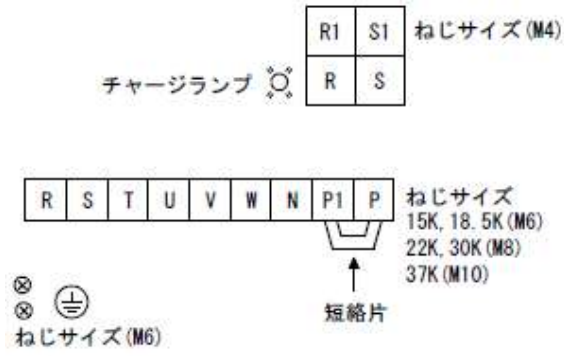 R1 S1 ねじサイズ(M4)
チャージランプ R S
R S T U V W N P1 P
ねじサイズ
15K, 18.5K(M6)
22K, 30K(M8)
37K(M10)
短絡片
ねじサイズ(M6)